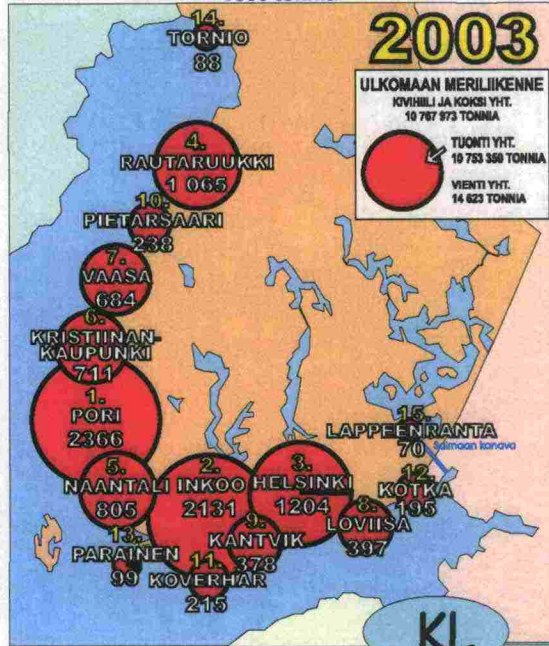 2003
ULKOMAAN MERILIIKENNE
KIVIHIILI JA KOKSI YHT.
10 767 973 TONNIA
TUONTI YHT.
10 753 350 TONNIA
VIENTI YHT.
14 623 TONNIA
14.
TORNIO
88
4.
RAUTARUUKKI
1 065
10.
PIETARSAARI
238
7.
VAASA
684
6.
KRISTIINAN-
KAUPUNKI
711
1.
PORI
2366
15.
LAPPEENRANTA
70
Saimaan kanava
5.
NAANTALI
805
2.
INKOO
2131
3.
HELSINKI
1204
12.
KOTKA
195
8.
LOVIISA
397
9.
KANTVIK
378
13.
PARAINEN
99
11.
KOVERHAR
215
KL